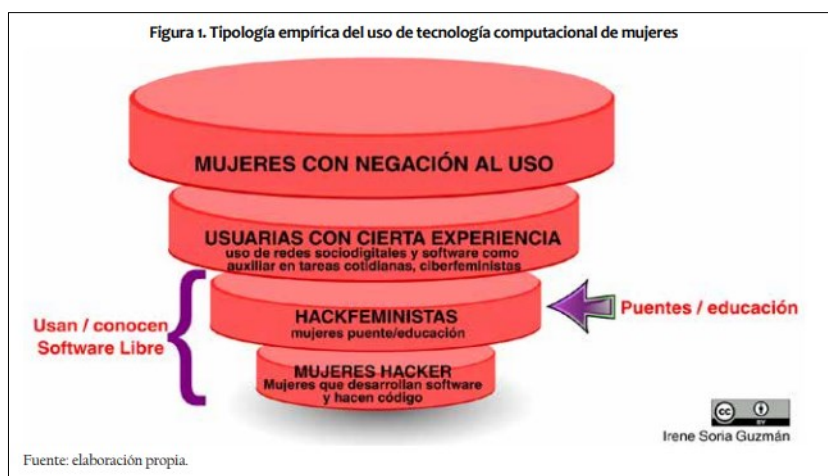 Figura 1. Tipología empírica del uso de tecnología computacional de mujeres
MUJERES CON NEGACIÓN AL USO
USUARIAS CON CIERTA EXPERIENCIA
uso de redes sociodigitales y software como
auxiliar en tareas cotidianas, ciberfeministas
Usan / conocen
Software Libre
HACKFEMINISTAS
mujeres puente/educación
Puentes / educación
MUJERES HACKER
Mujeres que desarrollan software
y hacen código
cc
BY
Irene Soria Guzmán
Fuente: elaboración propia.